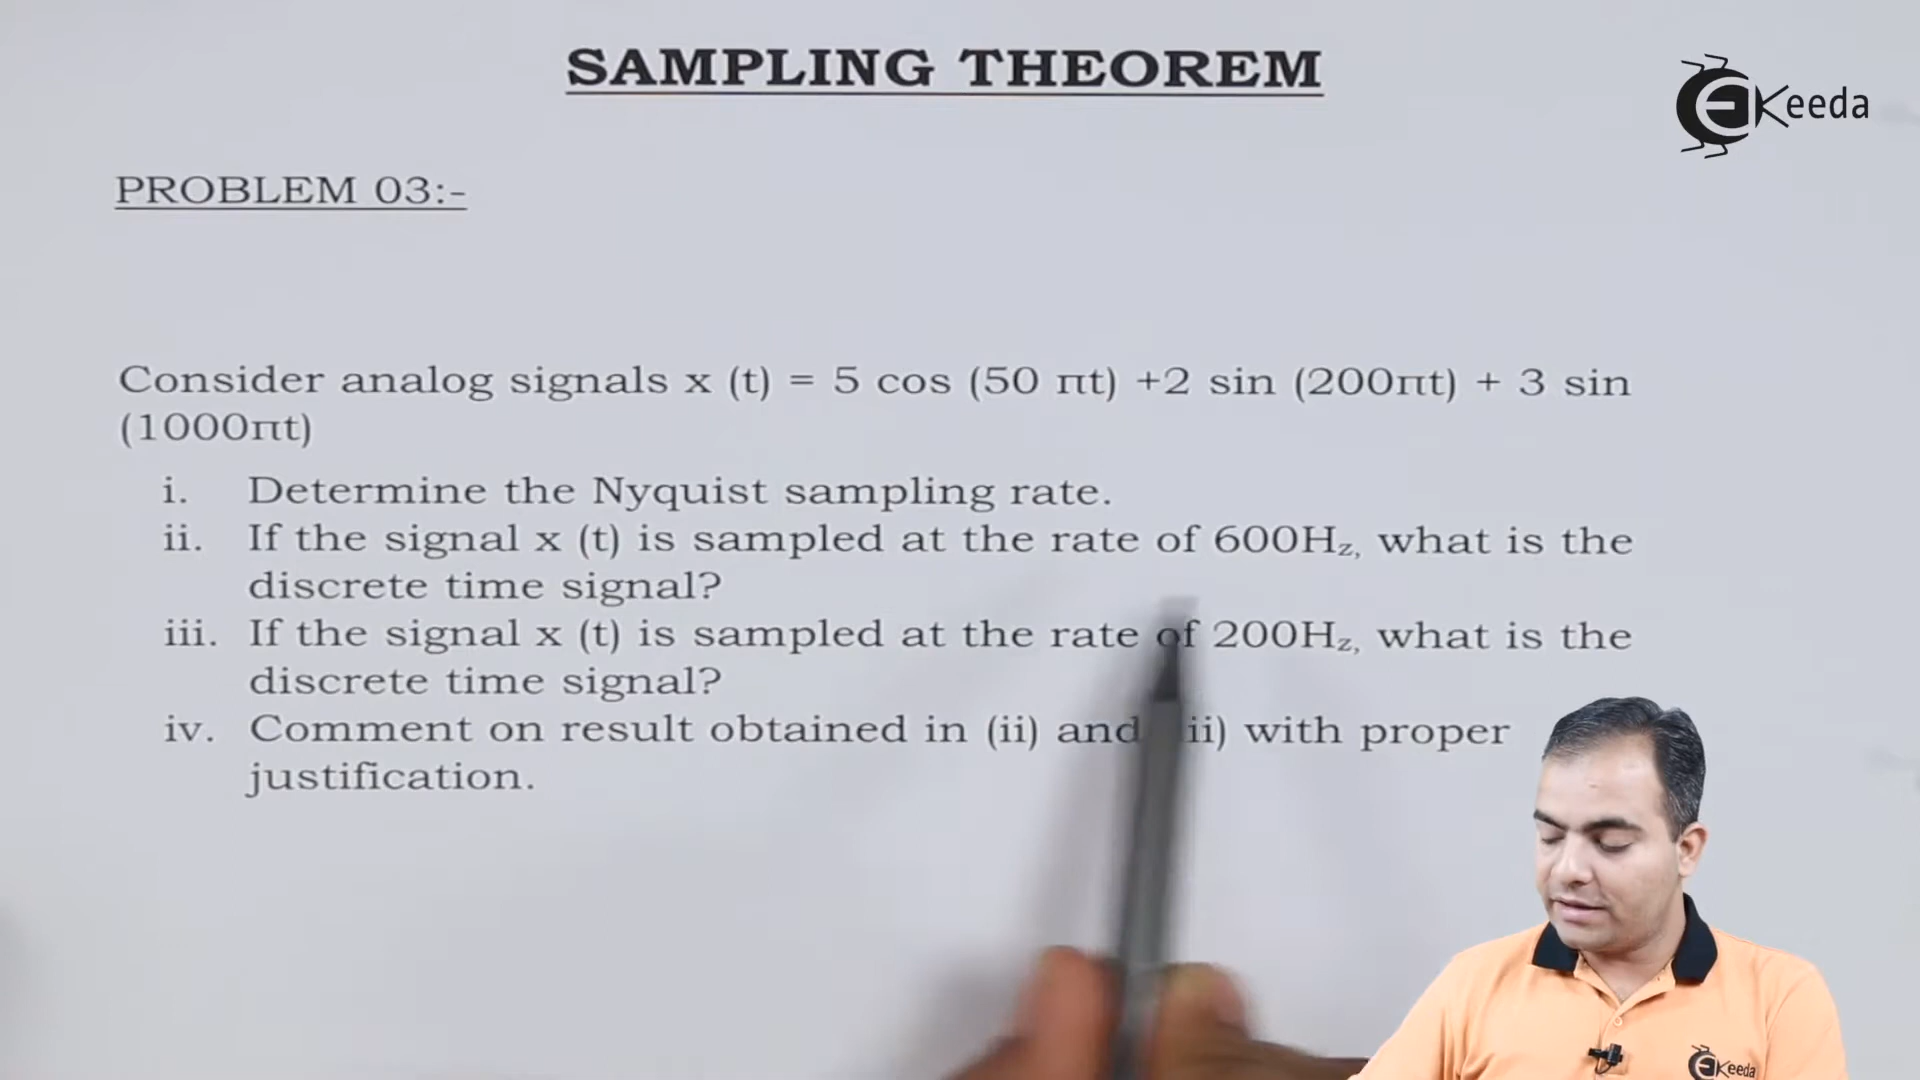 SAMPLING THEOREM
EKeeda
PROBLEM 03:-
Consider analog signals x (t) = 5 cos (50 πt) +2 sin (200πt) + 3 sin
(1000πt)
i. Determine the Nyquist sampling rate.
ii. If the signal x (t) is sampled at the rate of 600Hz, what is the
discrete time signal?
iii. If the signal x (t) is sampled at the rate of 200Hz, what is the
discrete time signal?
iv. Comment on result obtained in (ii) and ii) with proper
justification.
EKeeda